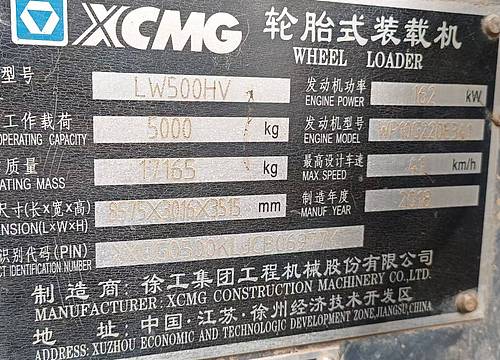 XCMG 轮胎式装载机
WHEEL LOADER
型号 LW500HV 发动机功率 162 kW
ENGINE POWER
工作载荷 5000 kg 发动机型号
OPERATING CAPACITY ENGINE MODEL
质量 17165 kg 最高设计车速 km/h
ATING MASS MAX. SPEED
尺寸(长×宽×高) 8575X3016X3515 mm 制造年度
ENSION(L×W×H) MANUF YEAR
识别代码(PIN)
CT IDENTIFICATION NUMBER
制造商:徐工集团工程机械股份有限公司
MANUFACTURER: XCMG CONSTRUCTION MACHINERY CO.,LTD.
地 址:中国·江苏·徐州经济技术开发区
ADDRESS: XUZHOU ECONOMIC AND TECHNOLOGIC DEVELOPMENT ZONE,JIANGSU,CHINA